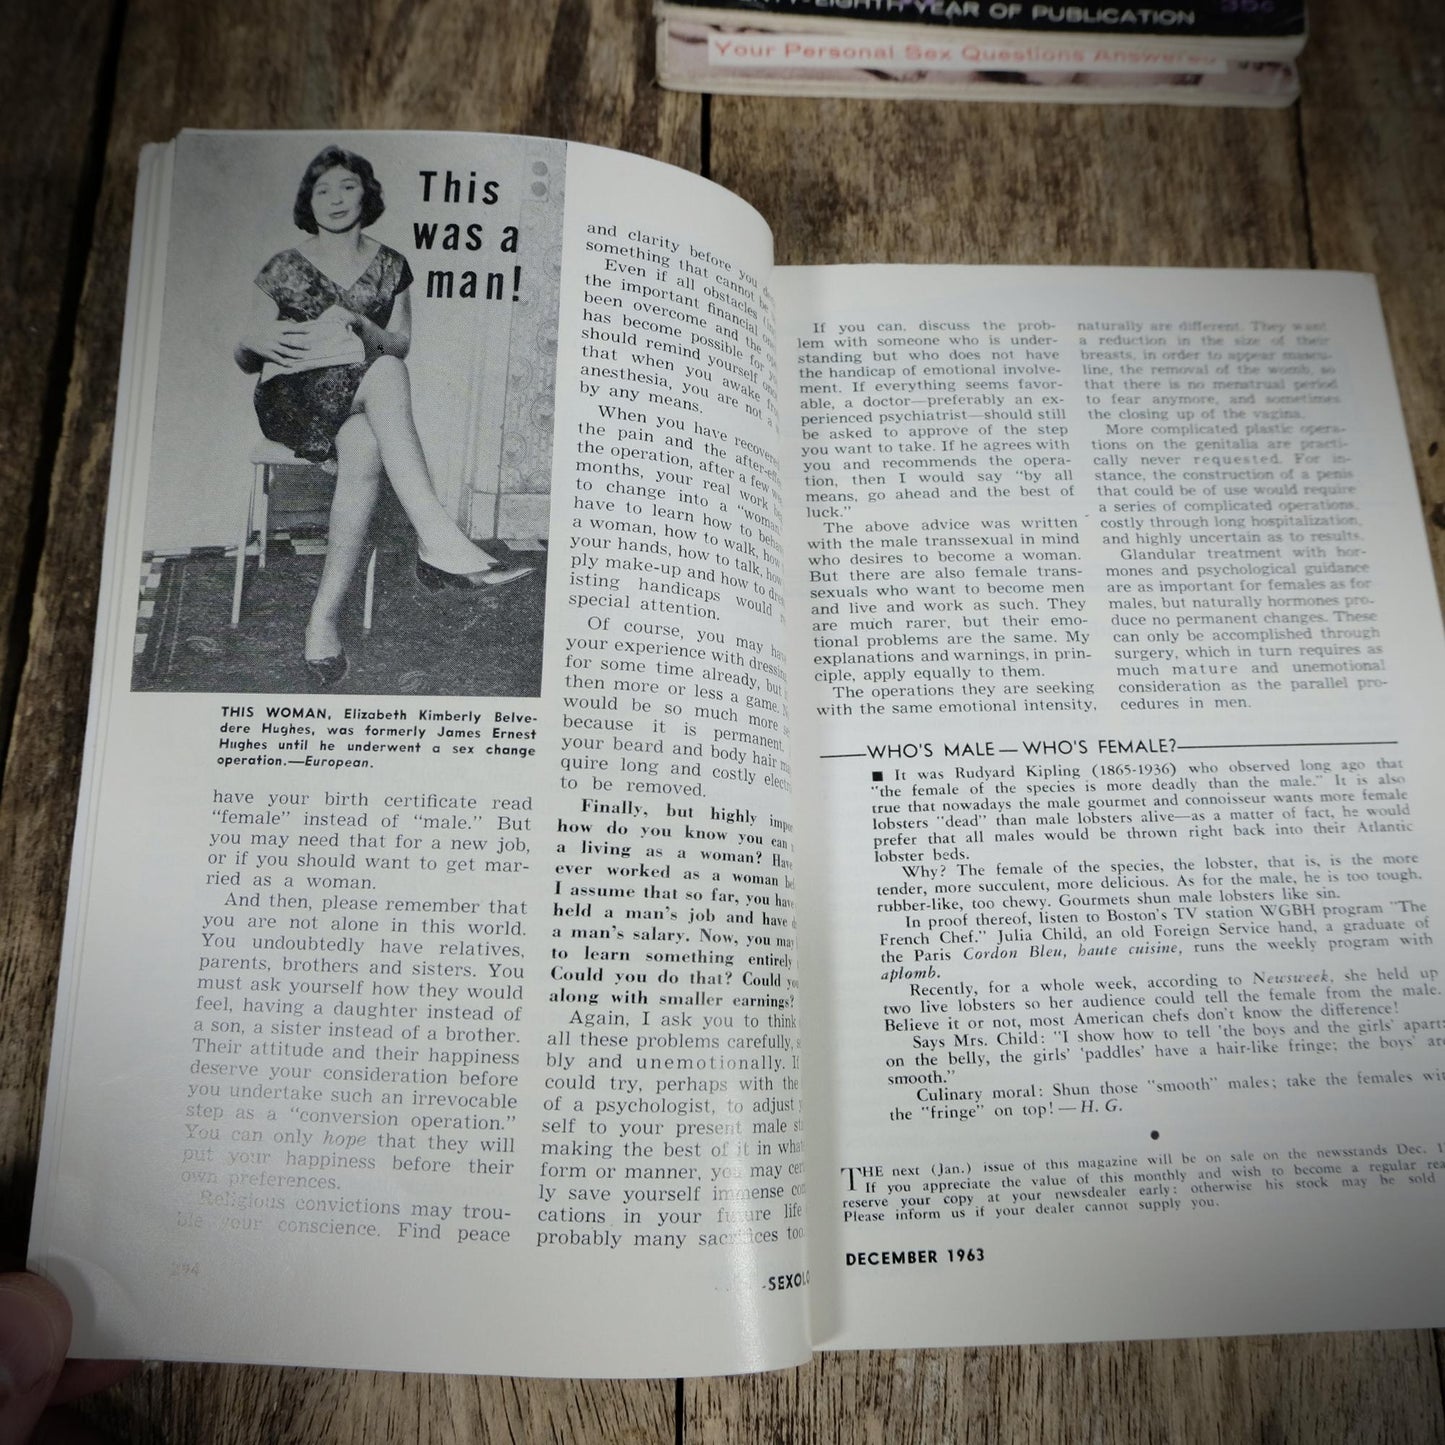 TY-EIGHTH YEAR OF PUBLICATION
35¢
Your Personal Sex Questions Answered
This
was a
man!
THIS WOMAN, Elizabeth Kimberly Belve-
dere Hughes, was formerly James Ernest
Hughes until he underwent a sex change
operation.—European.
have your birth certificate read
"female" instead of "male." But
you may need that for a new job,
or if you should want to get mar-
ried as a woman.
And then, please remember that
you are not alone in this world.
You undoubtedly have relatives,
parents, brothers and sisters. You
must ask yourself how they would
feel, having a daughter instead of
a son, a sister instead of a brother.
Their attitude and their happiness
deserve your consideration before
you undertake such an irrevocable
step as a "conversion operation."
You can only hope that they will
put your happiness before their
own preferences.
Religious convictions may trou-
ble your conscience. Find peace
294
and clarity before you
something that cannot be
Even if all obstacles
the important financial
been overcome and the
has become possible for
should remind yourself
that when you awake
anesthesia, you are not a
by any means.
When you have recovered
the pain and the
the operation, after a few
months, your real work
to change into a "woman
have to learn how to
a woman, how to walk, how
your hands, how to talk, how
ply make-up and how to
isting handicaps would
special attention.
Of course, you may
your experience with dressing
for some time already, but
then more or less a game.
would be so much more
because it is permanent.
your beard and body hair
quire long and costly
to be removed.
Finally, but highly
how do you know you can
a living as a woman? Have
ever worked as a woman
I assume that so far, you have
held a man's job and have
a man's salary. Now, you may
to learn something entirely
Could you do that? Could you
along with smaller earnings?
Again, I ask you to think
all these problems carefully,
bly and unemotionally. If
could try, perhaps with the
of a psychologist, to adjust
self to your present male
making the best of it in
form or manner, you may
ly save yourself immense
cations in your future life
probably many sacrifices too.
SEXOLO
If you can, discuss the prob-
lem with someone who is under-
standing but who does not have
the handicap of emotional involve-
ment. If everything seems favor-
able, a doctor—preferably an ex-
perienced psychiatrist—should still
be asked to approve of the step
you want to take. If he agrees with
you and recommends the opera-
tion, then I would say "by all
means, go ahead and the best of
luck."
The above advice was written
with the male transsexual in mind
who desires to become a woman.
But there are also female trans-
sexuals who want to become men
and live and work as such. They
are much rarer, but their emo-
tional problems are the same. My
explanations and warnings, in prin-
ciple, apply equally to them.
The operations they are seeking
with the same emotional intensity,
naturally are different. They want
a reduction in the size of their
breasts, in order to appear mascu-
line, the removal of the womb, so
that there is no menstrual period
to fear anymore, and sometimes
the closing up of the vagina.
More complicated plastic opera-
tions on the genitalia are practi-
cally never requested. For in-
stance, the construction of a penis
that could be of use would require
a series of complicated operations,
costly through long hospitalization,
and highly uncertain as to results.
Glandular treatment with hor-
mones and psychological guidance
are as important for females as for
males, but naturally hormones pro-
duce no permanent changes. These
can only be accomplished through
surgery, which in turn requires as
much mature and unemotional
consideration as the parallel pro-
cedures in men.
WHO'S MALE — WHO'S FEMALE?
■ It was Rudyard Kipling (1865-1936) who observed long ago that
"the female of the species is more deadly than the male." It is also
true that nowadays the male gourmet and connoisseur wants more female
lobsters "dead" than male lobsters alive—as a matter of fact, he would
prefer that all males would be thrown right back into their Atlantic
lobster beds.
Why? The female of the species, the lobster, that is, is the more
tender, more succulent, more delicious. As for the male, he is too tough,
rubber-like, too chewy. Gourmets shun male lobsters like sin.
In proof thereof, listen to Boston's TV station WGBH program "The
French Chef." Julia Child, an old Foreign Service hand, a graduate of
the Paris Cordon Bleu, haute cuisine, runs the weekly program with
aplomb.
Recently, for a whole week, according to Newsweek, she held up
two live lobsters so her audience could tell the female from the male.
Believe it or not, most American chefs don't know the difference!
Says Mrs. Child: "I show how to tell 'the boys and the girls' apart:
on the belly, the girls' 'paddles' have a hair-like fringe; the boys' are
smooth."
Culinary moral: Shun those "smooth" males; take the females
the "fringe" on top! — H. G.
THE next (Jan.) issue of this magazine will be on sale on the newsstands Dec.
If you appreciate the value of this monthly and wish to become a regular
reserve your copy at your newsdealer early; otherwise his stock may be sold
Please inform us if your dealer cannot supply you.
DECEMBER 1963